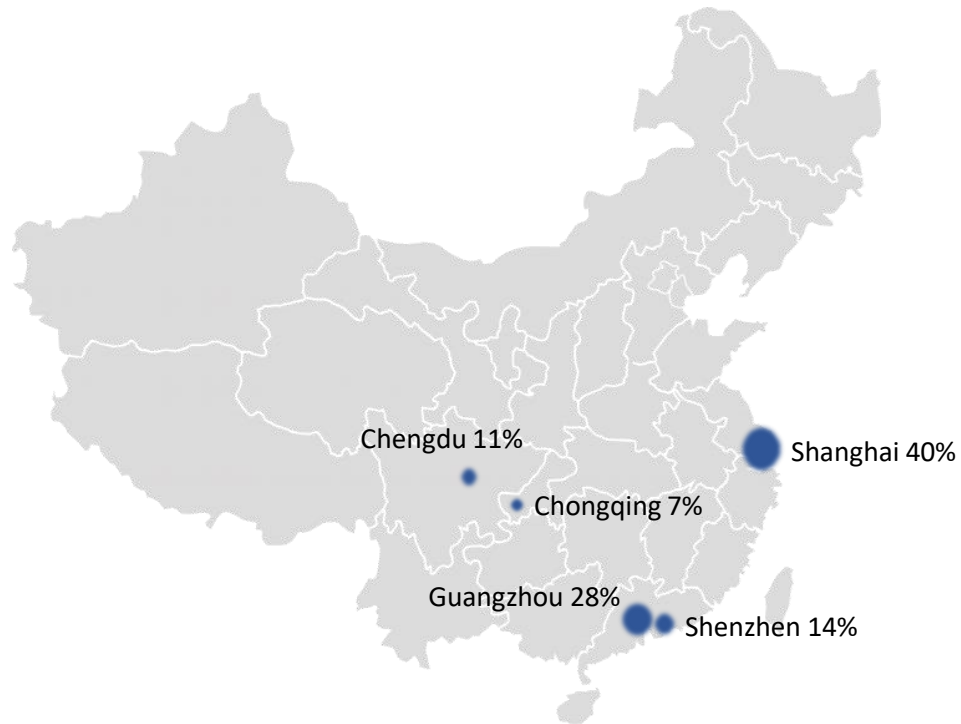 Chengdu 11%
Shanghai 40%
Chongqing 7%
Guangzhou 28%
Shenzhen 14%